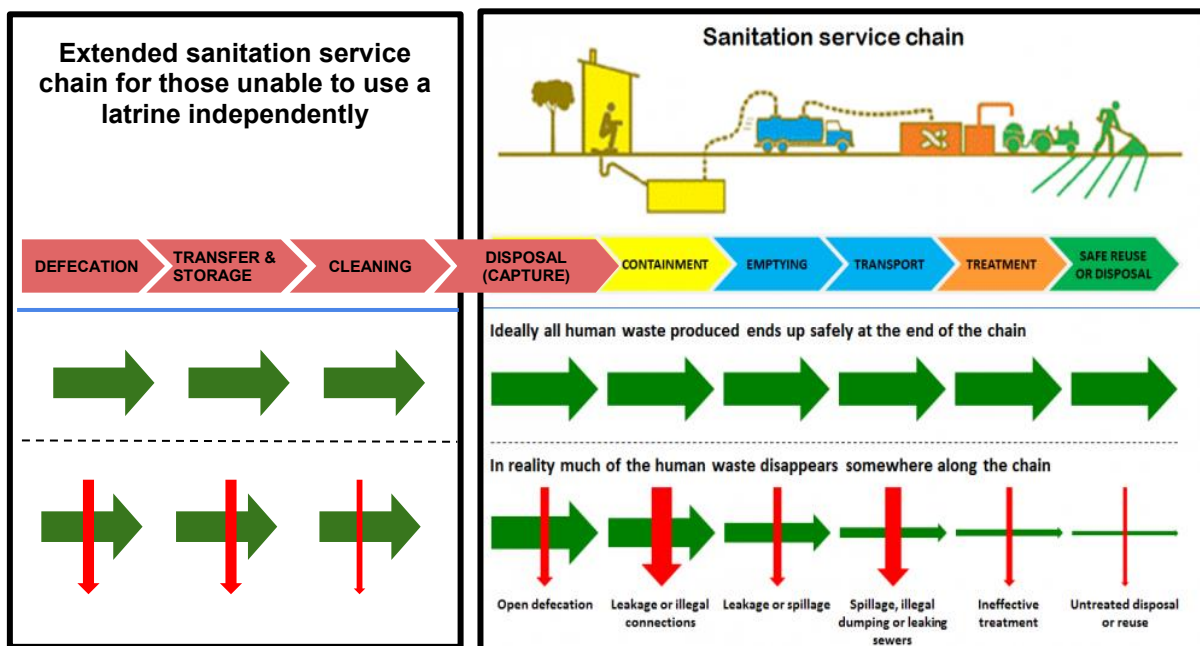 Extended sanitation service
chain for those unable to use a
latrine independently
Sanitation service chain
DEFECATION
TRANSFER &
STORAGE
CLEANING
DISPOSAL
(CAPTURE)
CONTAINMENT
EMPTYING
TRANSPORT
TREATMENT
SAFE REUSE
OR DISPOSAL
Ideally all human waste produced ends up safely at the end of the chain
In reality much of the human waste disappears somewhere along the chain
Open defecation
Leakage or illegal
connections
Leakage or spillage
Spillage, illegal
dumping or leaking
sewers
Ineffective
treatment
Untreated disposal
or reuse